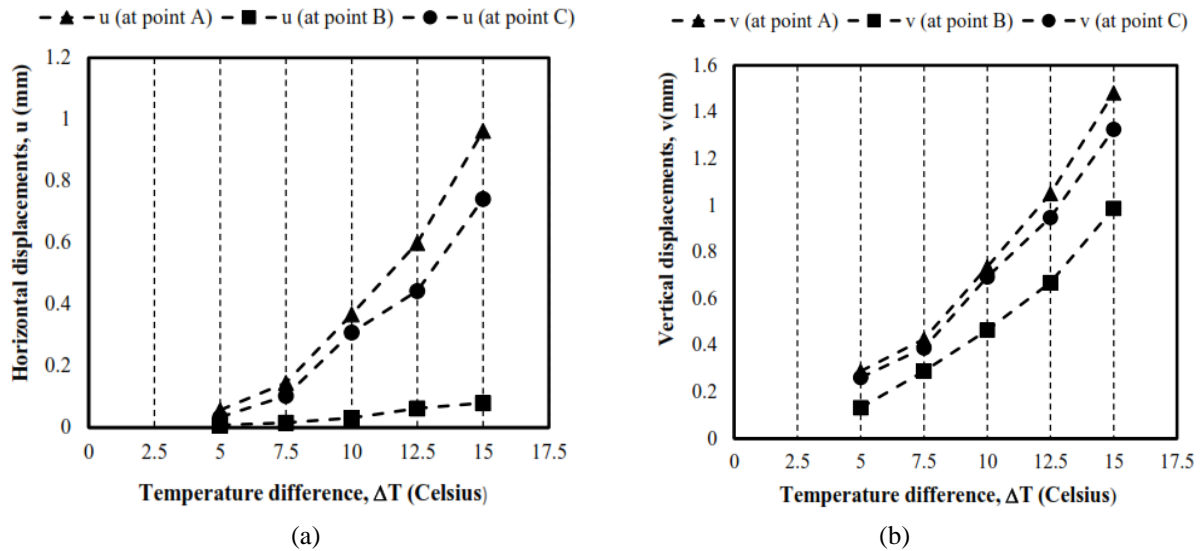 u (at point A) u (at point B) u (at point C)
1.2
1
0.8
0.6
0.4
0.2
0
Horizontal displacements, u (mm)
0 2.5 5 7.5 10 12.5 15 17.5
Temperature difference, ΔT (Celsius)
(a)
v (at point A) v (at point B) v (at point C)
1.6
1.4
1.2
1
0.8
0.6
0.4
0.2
0
Vertical displacements, v(mm)
0 2.5 5 7.5 10 12.5 15 17.5
Temperature difference, ΔT (Celsius)
(b)